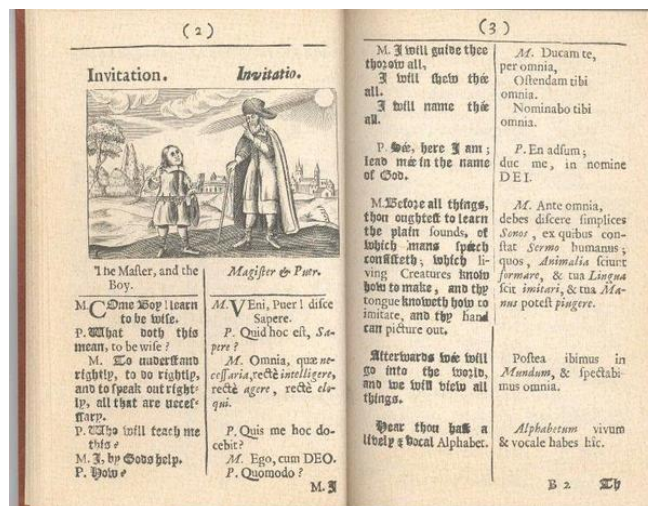 ( 2 )
Invitation.
Invitatio.
The Master, and the
Boy.
M. COme Boy! learn
to be wise.
P. What doth this
mean, to be wise?
M. To understand
rightly, to do rightly,
and to speak out right-
ly, all that are neces-
sary.
P. Who will teach me
this?
M. I, by Gods help.
P. How?
Magister & Puer.
M. VEni, Puer! disce
Sapere.
P. Quid hoc est, Sa-
pere?
M. Omnia, quæ ne-
cessaria, rectè intelligere,
rectè agere, rectè elo-
qui.
P. Quis me hoc do-
cebit?
M. Ego, cum DEO.
P. Quomodo?
M. I
( 3 )
M. I will guide thee
thorow all,
I will shew thée
all.
I will name thée
all.
P. Sée, here I am;
lead mée in the name
of God.
M. Before all things,
thou oughtest to learn
the plain sounds, of
which mans spéech
consisteth; which li-
ving Creatures know
how to make, and thy
tongue knoweth how to
imitate, and thy hand
can picture out.
Afterwards wée will
go into the world,
and we will view all
things.
Hear thou hast a
lively & Vocal Alphabet.
M. Ducam te,
per omnia,
Ostendam tibi
omnia.
Nominabo tibi
omnia.
P. En adsum;
duc me, in nomine
DEI.
M. Ante omnia,
debes discere simplices
Sonos, ex quibus con-
stat Sermo humanus;
quos, Animalia sciunt
formare, & tua Lingua
scit imitari, & tua Ma-
nus potest pingere.
Postea ibimus in
Mundum, & spectabi-
mus omnia.
Alphabetum vivum
& vocale habes hîc.
B 2
Th